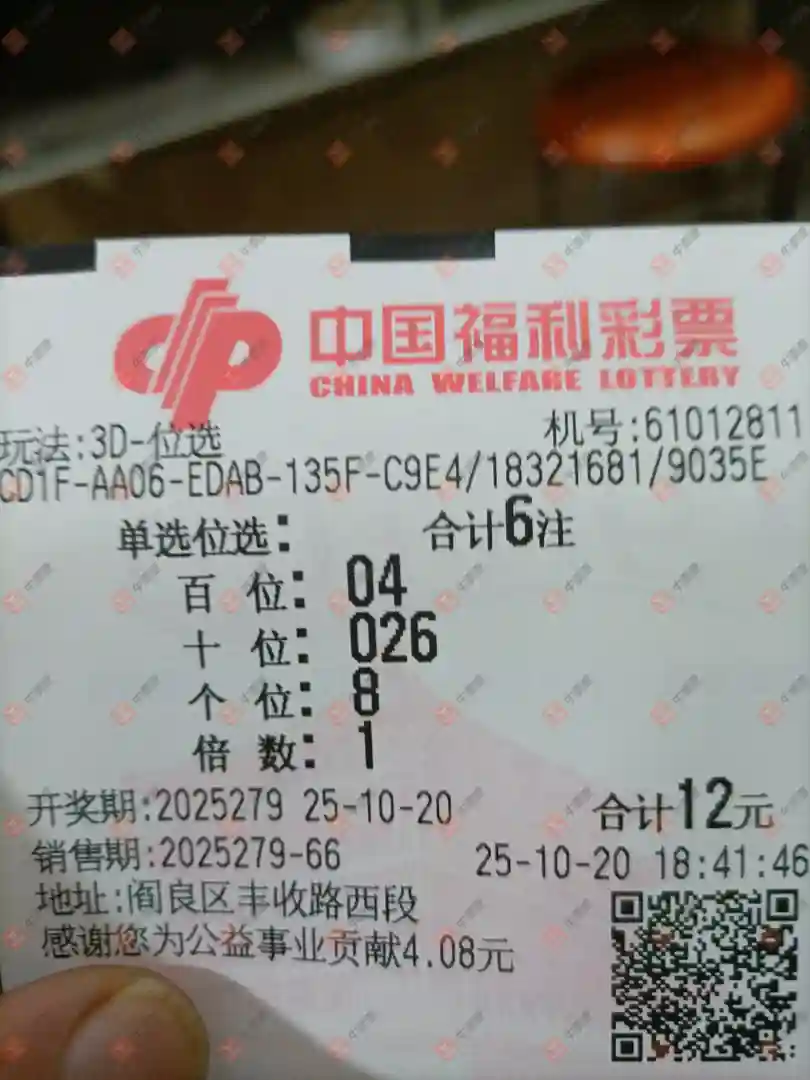 中国福利彩票
CHINA WELFARE LOTTERY
玩法:3D-位选 机号:61012811
CD1F-AA06-EDAB-135F-C9E4/18321681/9035E
单选位选: 合计6注
百 位: 04
十 位: 026
个 位: 8
倍 数: 1
开奖期:2025279 25-10-20 合计12元
销售期:2025279-66 25-10-20 18:41:46
地址:阎良区丰收路西段
感谢您为公益事业贡献4.08元